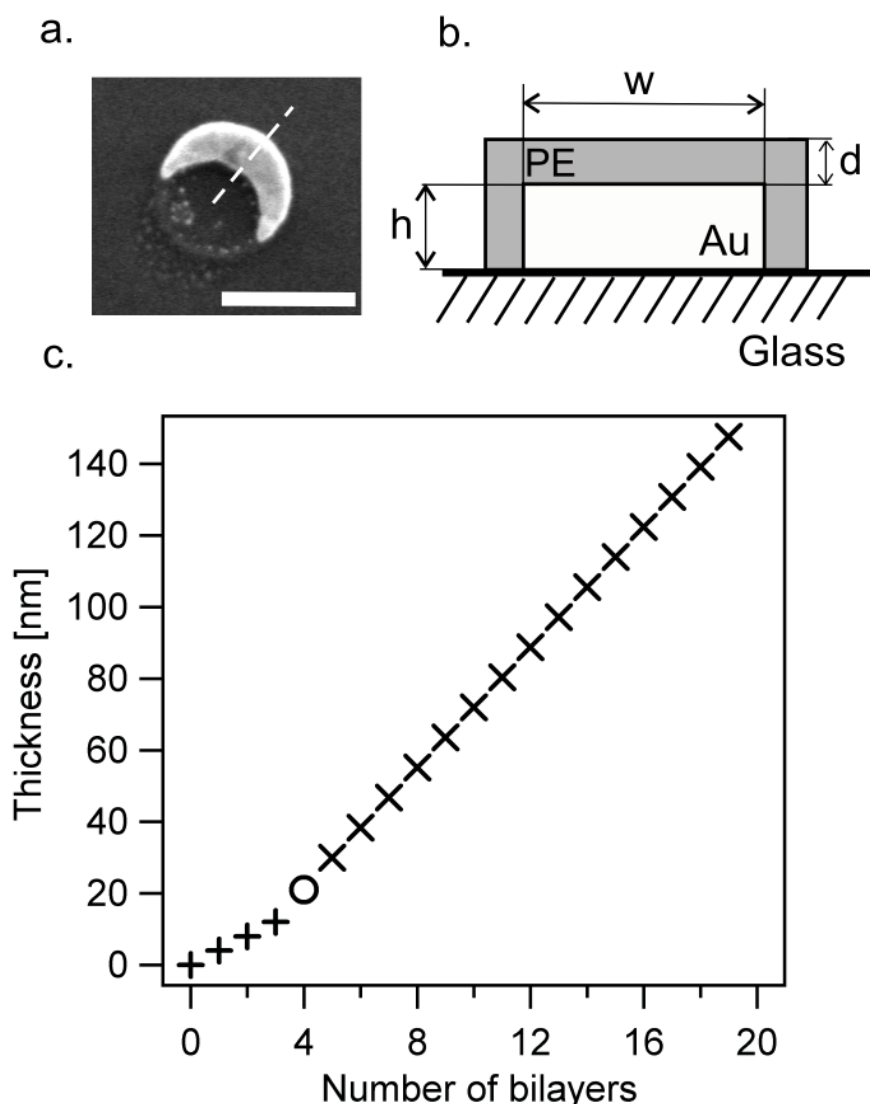 a.
b.
w
PE
d
h
Au
Glass
c.
Thickness [nm]
140
120
100
80
60
40
20
0
0 4 8 12 16 20
Number of bilayers